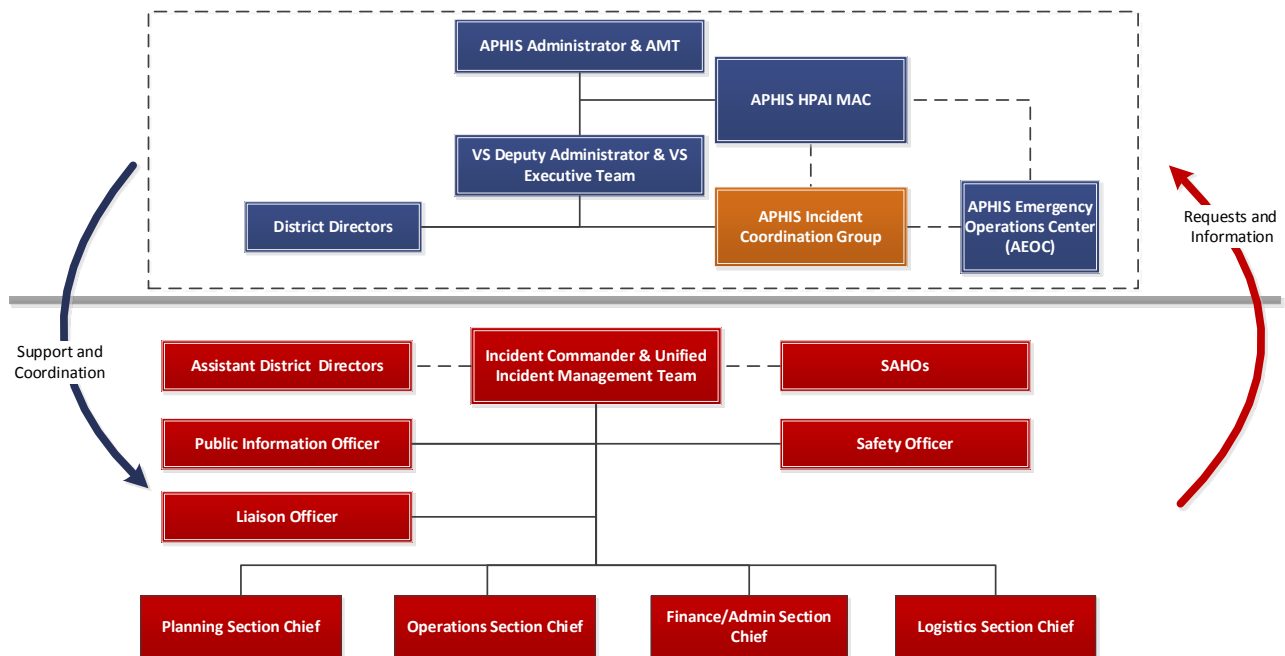 APHIS Administrator & AMT
APHIS HPAI MAC
VS Deputy Administrator & VS
Executive Team
District Directors
APHIS Incident
Coordination Group
APHIS Emergency
Operations Center
(AEOC)
Requests and
Information
Support and
Coordination
Assistant District Directors
Incident Commander & Unified
Incident Management Team
SAHOs
Public Information Officer
Safety Officer
Liaison Officer
Planning Section Chief
Operations Section Chief
Finance/Admin Section
Chief
Logistics Section Chief